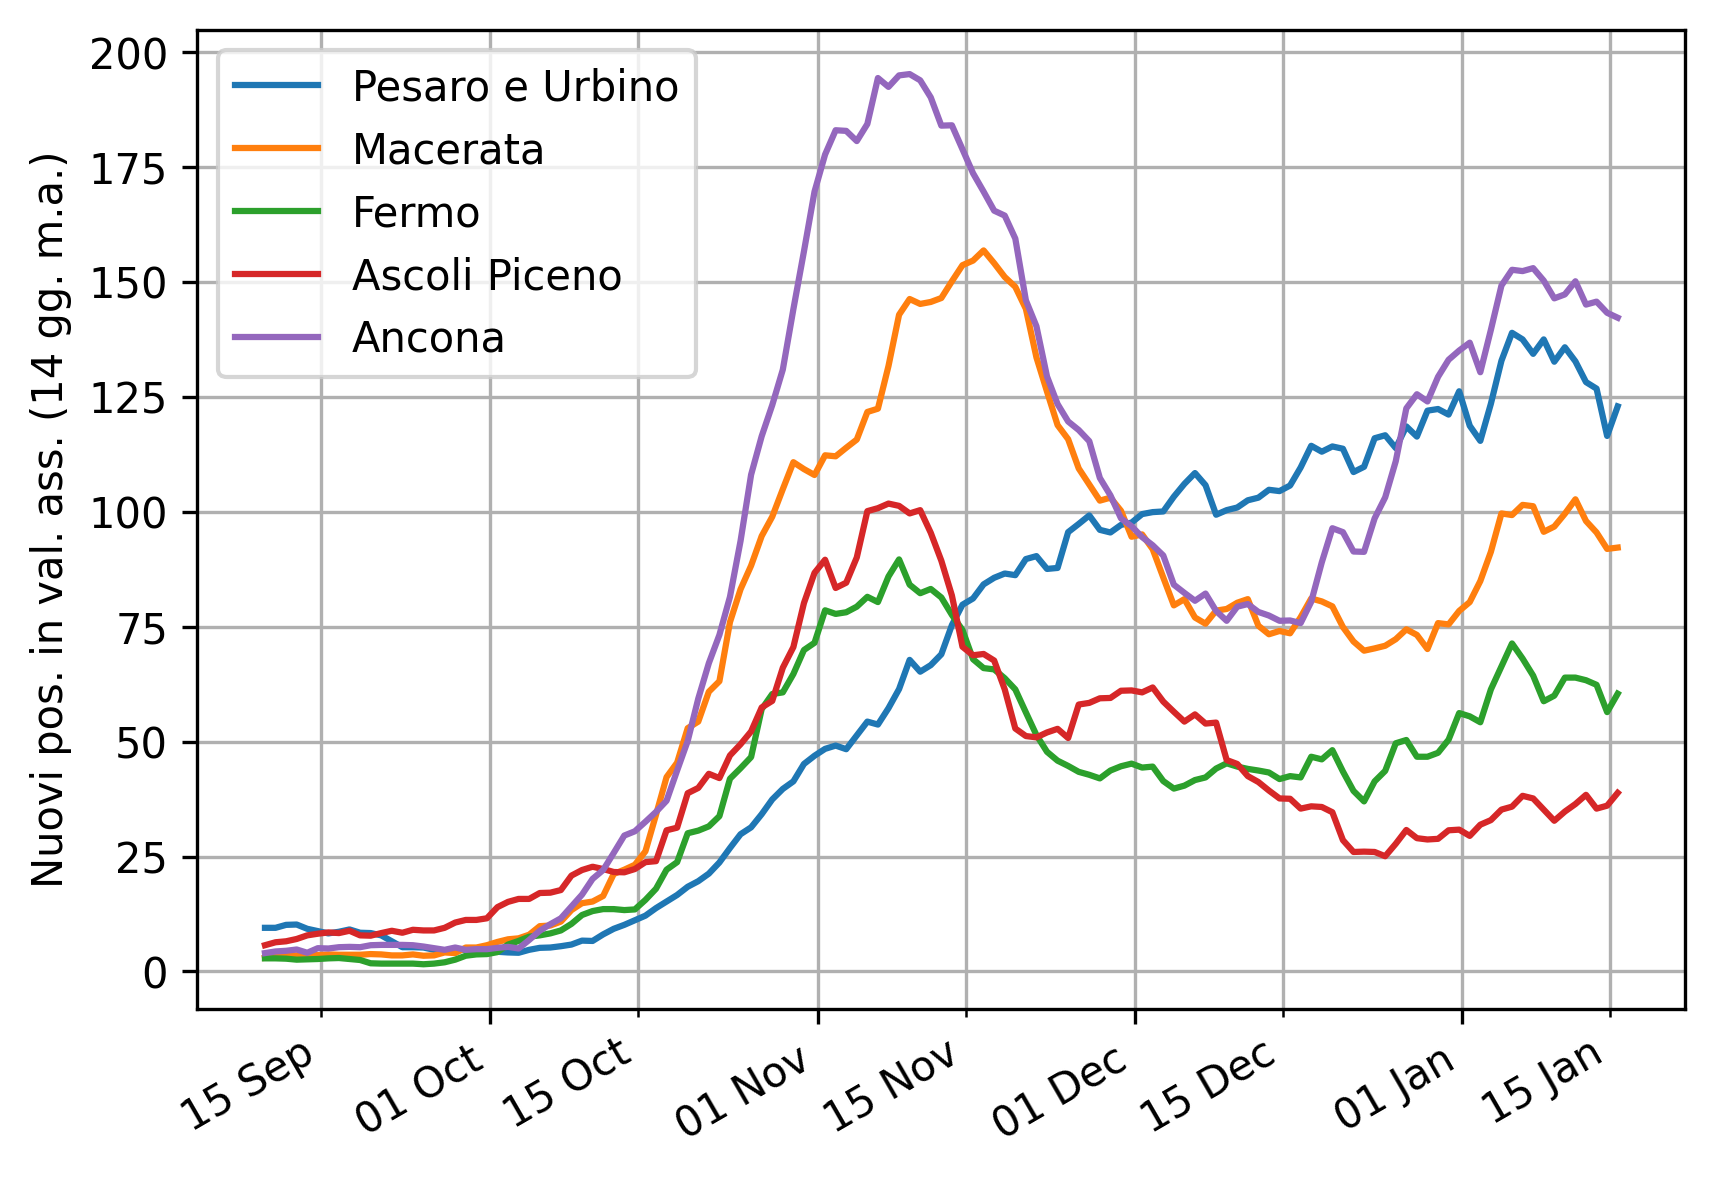 Nuovi pos. in val. ass. (14 gg. m.a.)
200
175
150
125
100
75
50
25
0
Pesaro e Urbino
Macerata
Fermo
Ascoli Piceno
Ancona
15 Sep
01 Oct
15 Oct
01 Nov
15 Nov
01 Dec
15 Dec
01 Jan
15 Jan